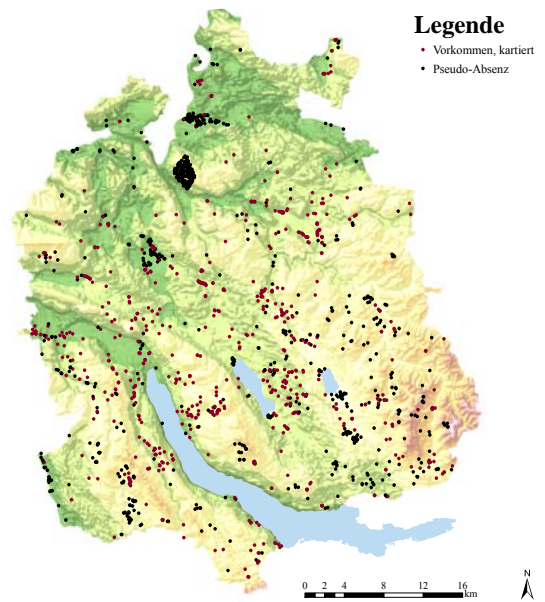 Legende
Vorkommen, kartiert
Pseudo-Absenz
N
0 2 4 8 12 16
km